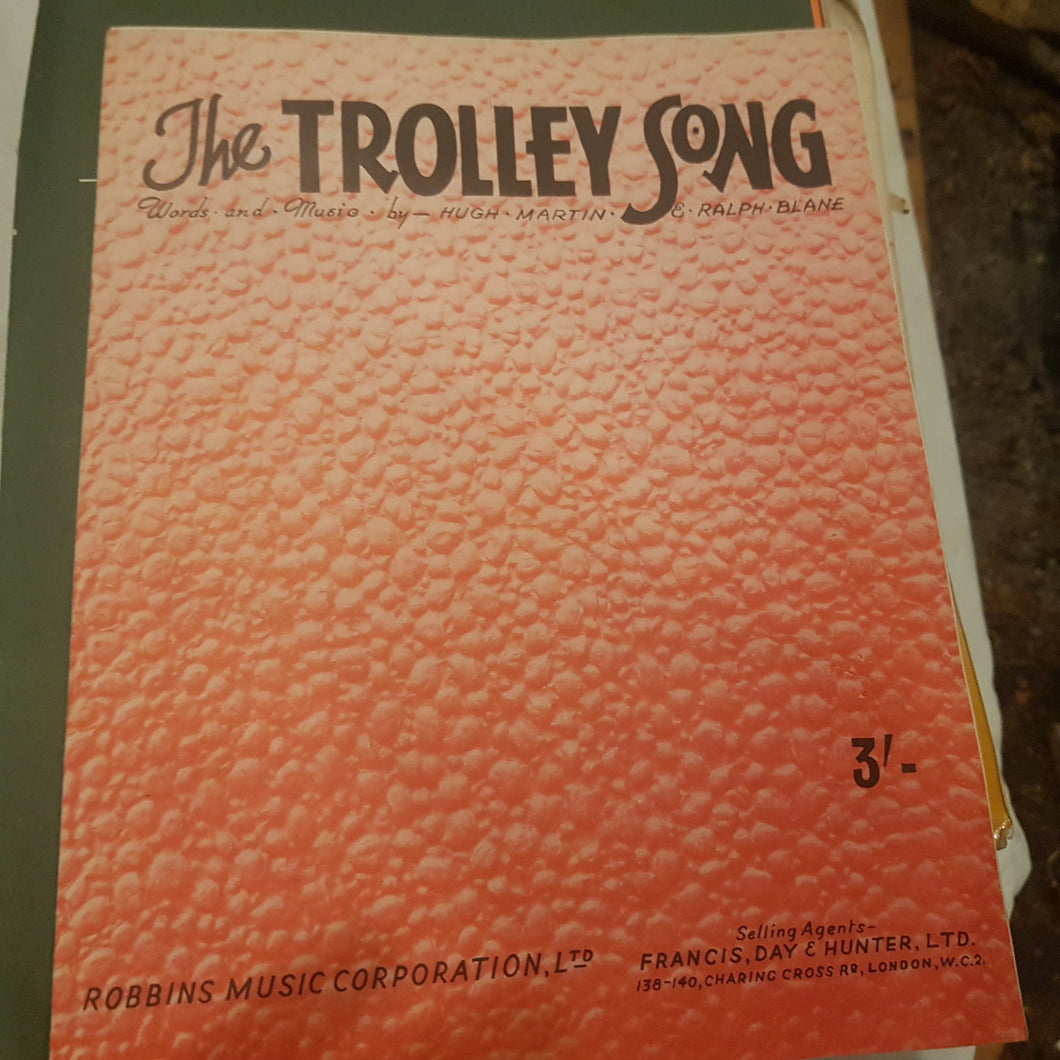 The TROLLEY SONG
Words · and · Music · by — HUGH · MARTIN · & · RALPH · BLANE
3/-
Selling Agents–
FRANCIS, DAY & HUNTER, LTD.
138-140, CHARING CROSS RD, LONDON, W.C.2.
ROBBINS MUSIC CORPORATION, LTD